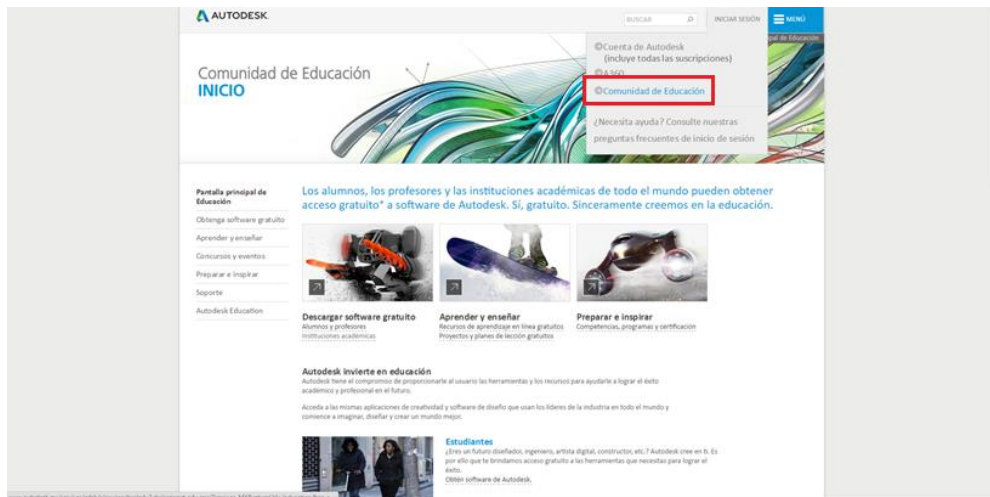 AUTODESK.
BUSCAR
INICIAR SESIÓN
MENÚ
Cuenta de Autodesk
(incluye todas las suscripciones)
A360
Comunidad de Educación
¿Necesita ayuda? Consulte nuestras
preguntas frecuentes de inicio de sesión
pal de Educación
Comunidad de Educación
INICIO
Pantalla principal de
Educación
Obtenga software gratuito
Aprender y enseñar
Concursos y eventos
Preparar e inspirar
Soporte
Autodesk Education
Los alumnos, los profesores y las instituciones académicas de todo el mundo pueden obtener
acceso gratuito* a software de Autodesk. Sí, gratuito. Sinceramente creemos en la educación.
Descargar software gratuito
Alumnos y profesores
Instituciones académicas
Aprender y enseñar
Recursos de aprendizaje en línea gratuitos
Proyectos y planes de lección gratuitos
Preparar e inspirar
Competencias, programas y certificación
Autodesk invierte en educación
Autodesk tiene el compromiso de proporcionarle al usuario las herramientas y los recursos para ayudarle a lograr el éxito
académico y profesional en el futuro.
Acceda a las mismas aplicaciones de creatividad y software de diseño que usan los líderes de la industria en todo el mundo y
comience a imaginar, diseñar y crear un mundo mejor.
Estudiantes
¿Eres un futuro diseñador, ingeniero, artista digital, constructor, etc.? Autodesk cree en ti. Es
por ello que te brindamos acceso gratuito a las herramientas que necesitas para lograr el
éxito.
Obtén software de Autodesk.